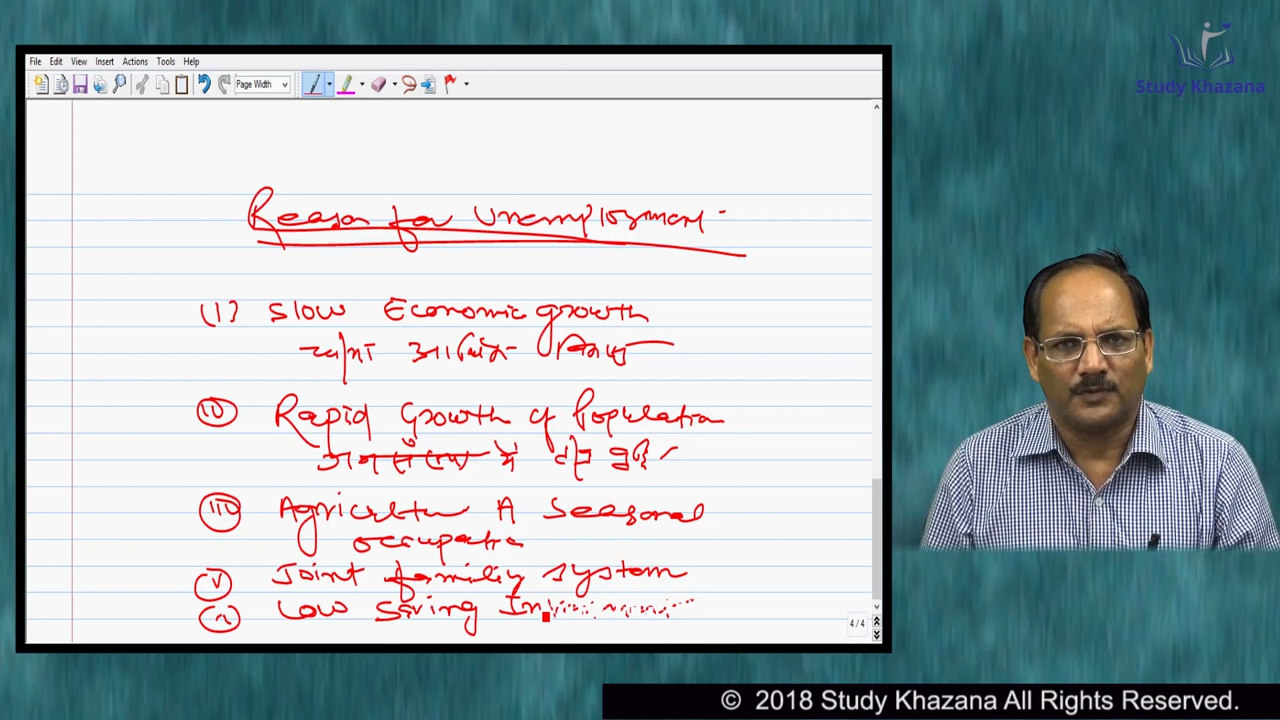 Study Khazana
File Edit View Insert Actions Tools Help
Page Width
Reason for Unemployment
(1) Slow Economic growth
धीमा आर्थिक विकास
(ii) Rapid Growth of Population
जनसंख्या में तीव्र वृद्धि
(iii) Agriculture A Seasonal
occupation
(v) Joint family system
Low Saving
4/4
© 2018 Study Khazana All Rights Reserved.